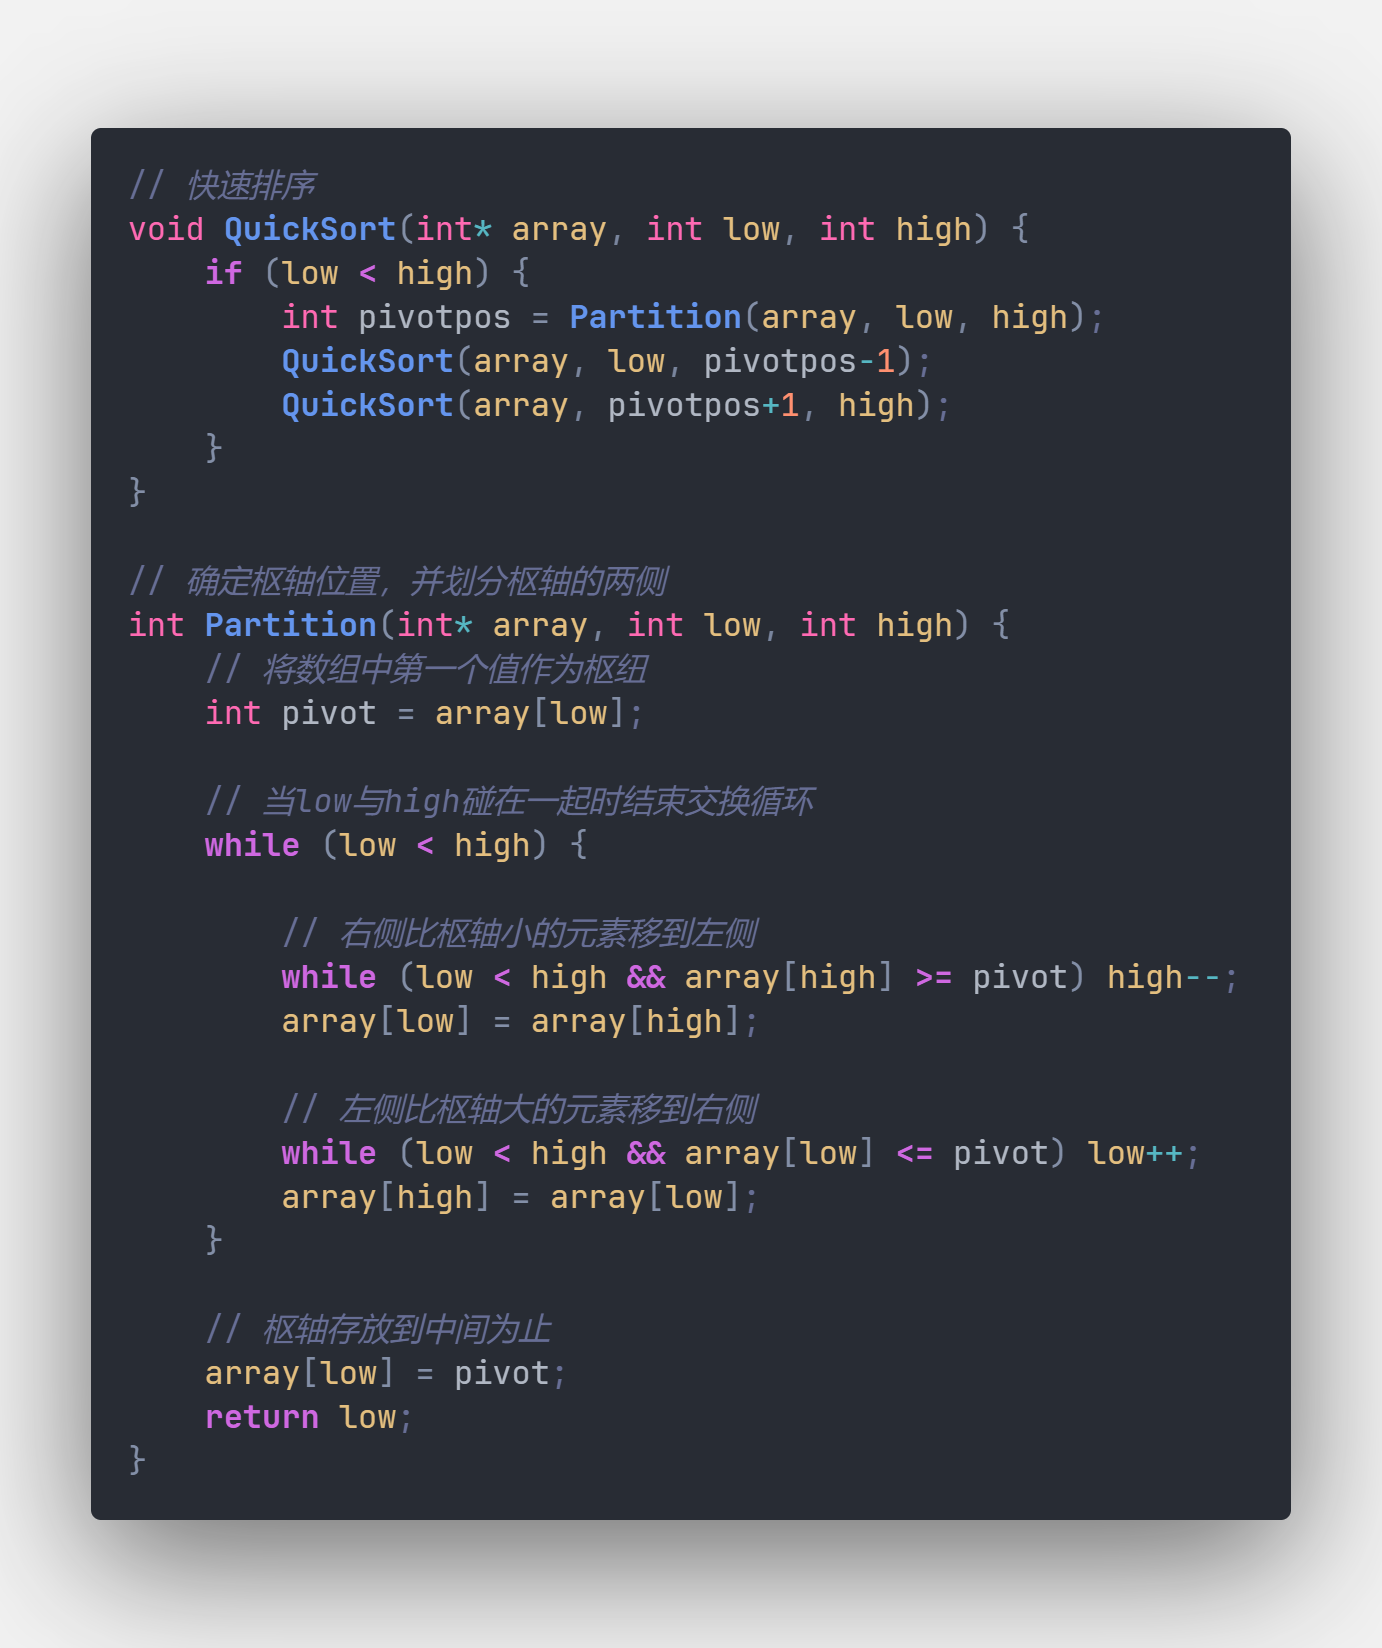 // 快速排序
void QuickSort(int* array, int low, int high) {
    if (low < high) {
        int pivotpos = Partition(array, low, high);
        QuickSort(array, low, pivotpos-1);
        QuickSort(array, pivotpos+1, high);
    }
}

// 确定枢轴位置，并划分枢轴的两侧
int Partition(int* array, int low, int high) {
    // 将数组中第一个值作为枢纽
    int pivot = array[low];

    // 当low与high碰在一起时结束交换循环
    while (low < high) {

        // 右侧比枢轴小的元素移到左侧
        while (low < high && array[high] >= pivot) high--;
        array[low] = array[high];

        // 左侧比枢轴大的元素移到右侧
        while (low < high && array[low] <= pivot) low++;
        array[high] = array[low];
    }

    // 枢轴存放到中间为止
    array[low] = pivot;
    return low;
}